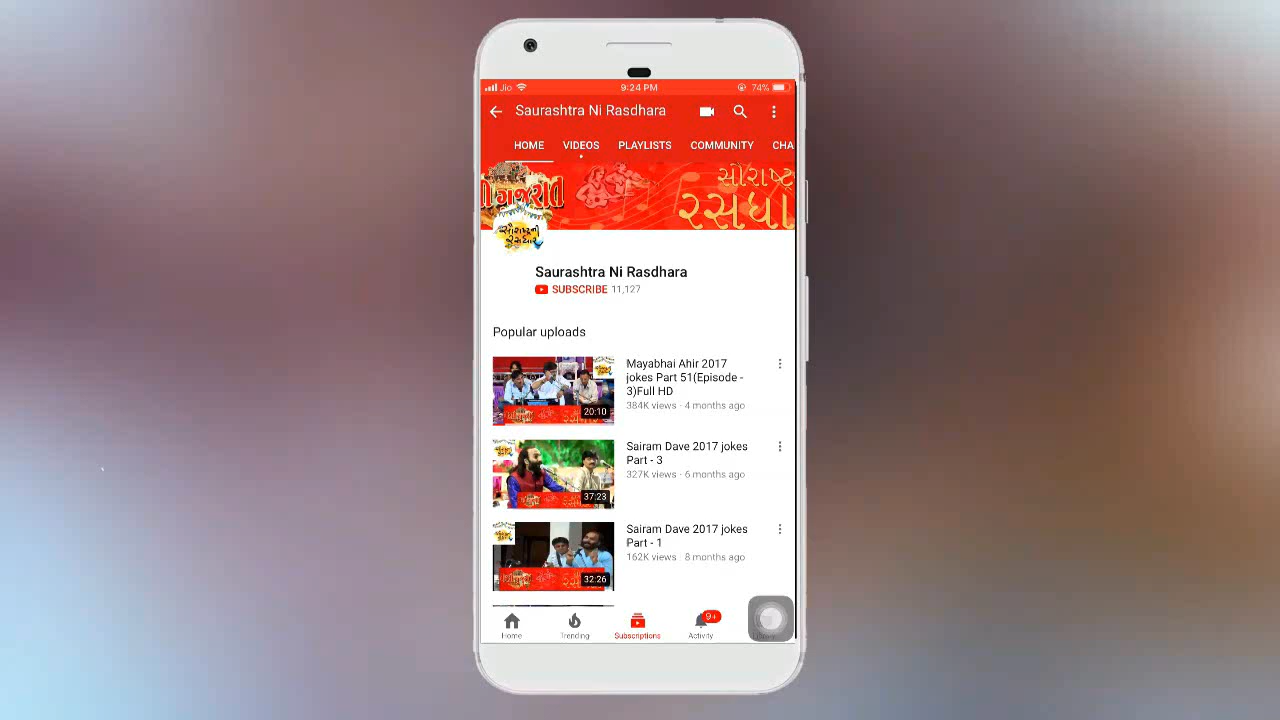 Jio 9:24 PM 74%
Saurashtra Ni Rasdhara
HOME VIDEOS PLAYLISTS COMMUNITY CHA
ી ગુજરાતી
સૌરાષ્ટ્
રસધા
સૌરાષ્ટ્રની
રસધાર
Saurashtra Ni Rasdhara
SUBSCRIBE 11,127
Popular uploads
Mayabhai Ahir 2017
jokes Part 51(Episode -
3)Full HD
384K views · 4 months ago
20:10
Sairam Dave 2017 jokes
Part - 3
327K views · 6 months ago
37:23
Sairam Dave 2017 jokes
Part - 1
162K views · 8 months ago
32:26
9+
Home Trending Subscriptions Activity